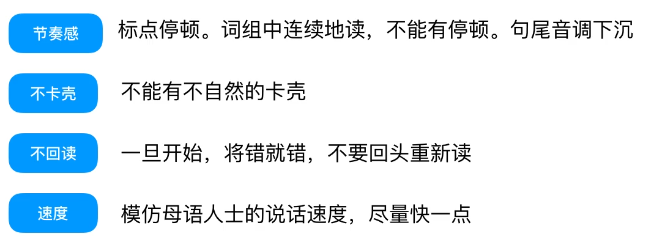 节奏感 标点停顿。词组中连续地读，不能有停顿。句尾音调下沉
不卡壳 不能有不自然的卡壳
不回读 一旦开始，将错就错，不要回头重新读
速度 模仿母语人士的说话速度，尽量快一点